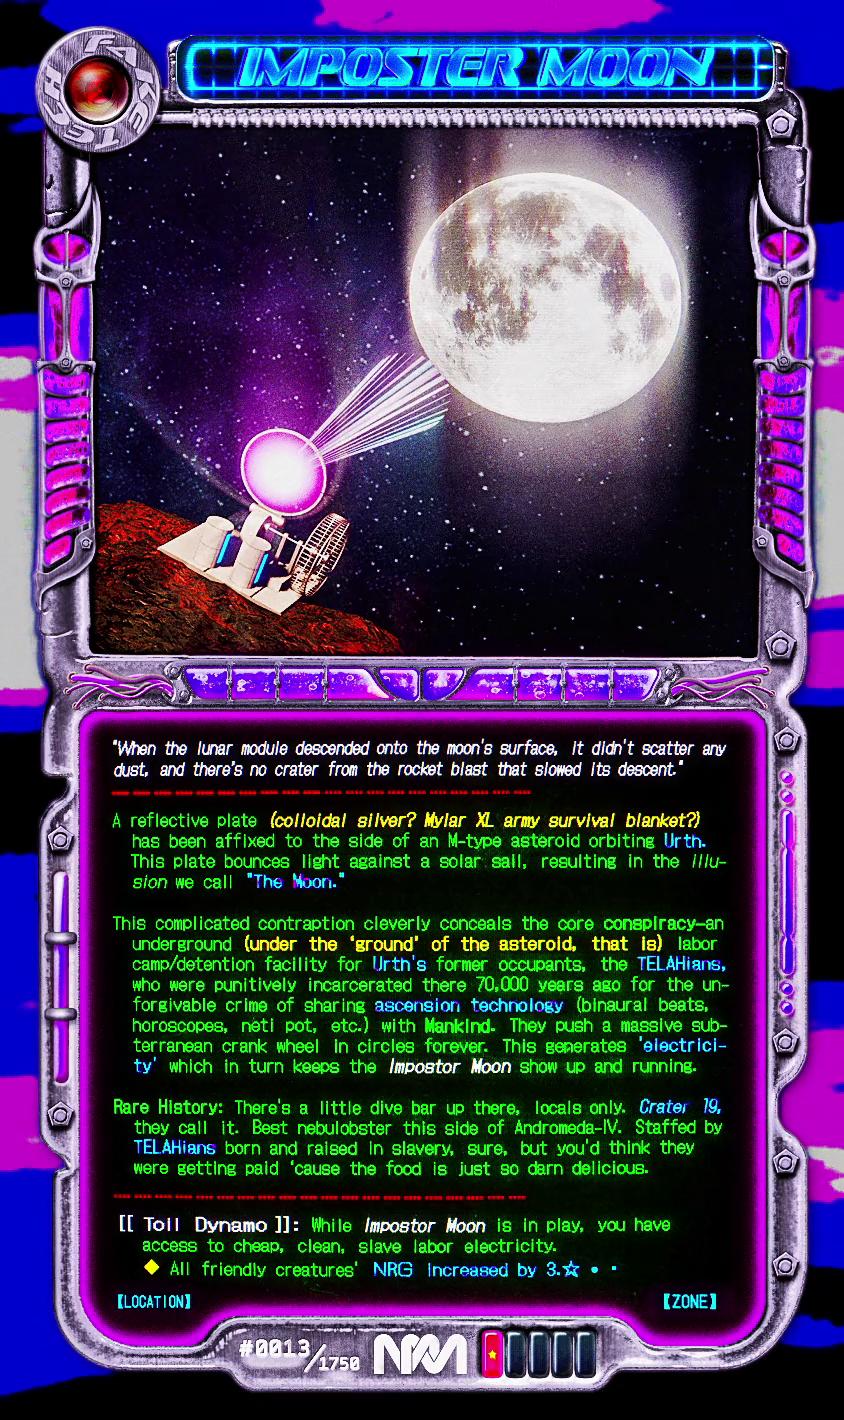 FAKE TECH
IMPOSTER MOON
"When the lunar module descended onto the moon's surface, it didn't scatter any
dust, and there's no crater from the rocket blast that slowed its descent."
A reflective plate (colloidal silver? Mylar XL army survival blanket?)
has been affixed to the side of an M-type asteroid orbiting Urth.
This plate bounces light against a solar sail, resulting in the illu-
sion we call "The Moon."
This complicated contraption cleverly conceals the core conspiracy—an
underground (under the 'ground' of the asteroid, that is) labor
camp/detention facility for Urth's former occupants, the TELAHians,
who were punitively incarcerated there 70,000 years ago for the un-
forgivable crime of sharing ascension technology (binaural beats,
horoscopes, neti pot, etc.) with Mankind. They push a massive sub-
terranean crank wheel in circles forever. This generates 'electrici-
ty' which in turn keeps the Impostor Moon show up and running.
Rare History: There's a little dive bar up there, locals only. Crater 19,
they call it. Best nebulobster this side of Andromeda-IV. Staffed by
TELAHians born and raised in slavery, sure, but you'd think they
were getting paid 'cause the food is just so darn delicious.
[[ Toil Dynamo ]]: While Impostor Moon is in play, you have
access to cheap, clean, slave labor electricity.
◆ All friendly creatures' NRG increased by 3.☆ • •
【LOCATION】 【ZONE】
#0013/1750 NPM